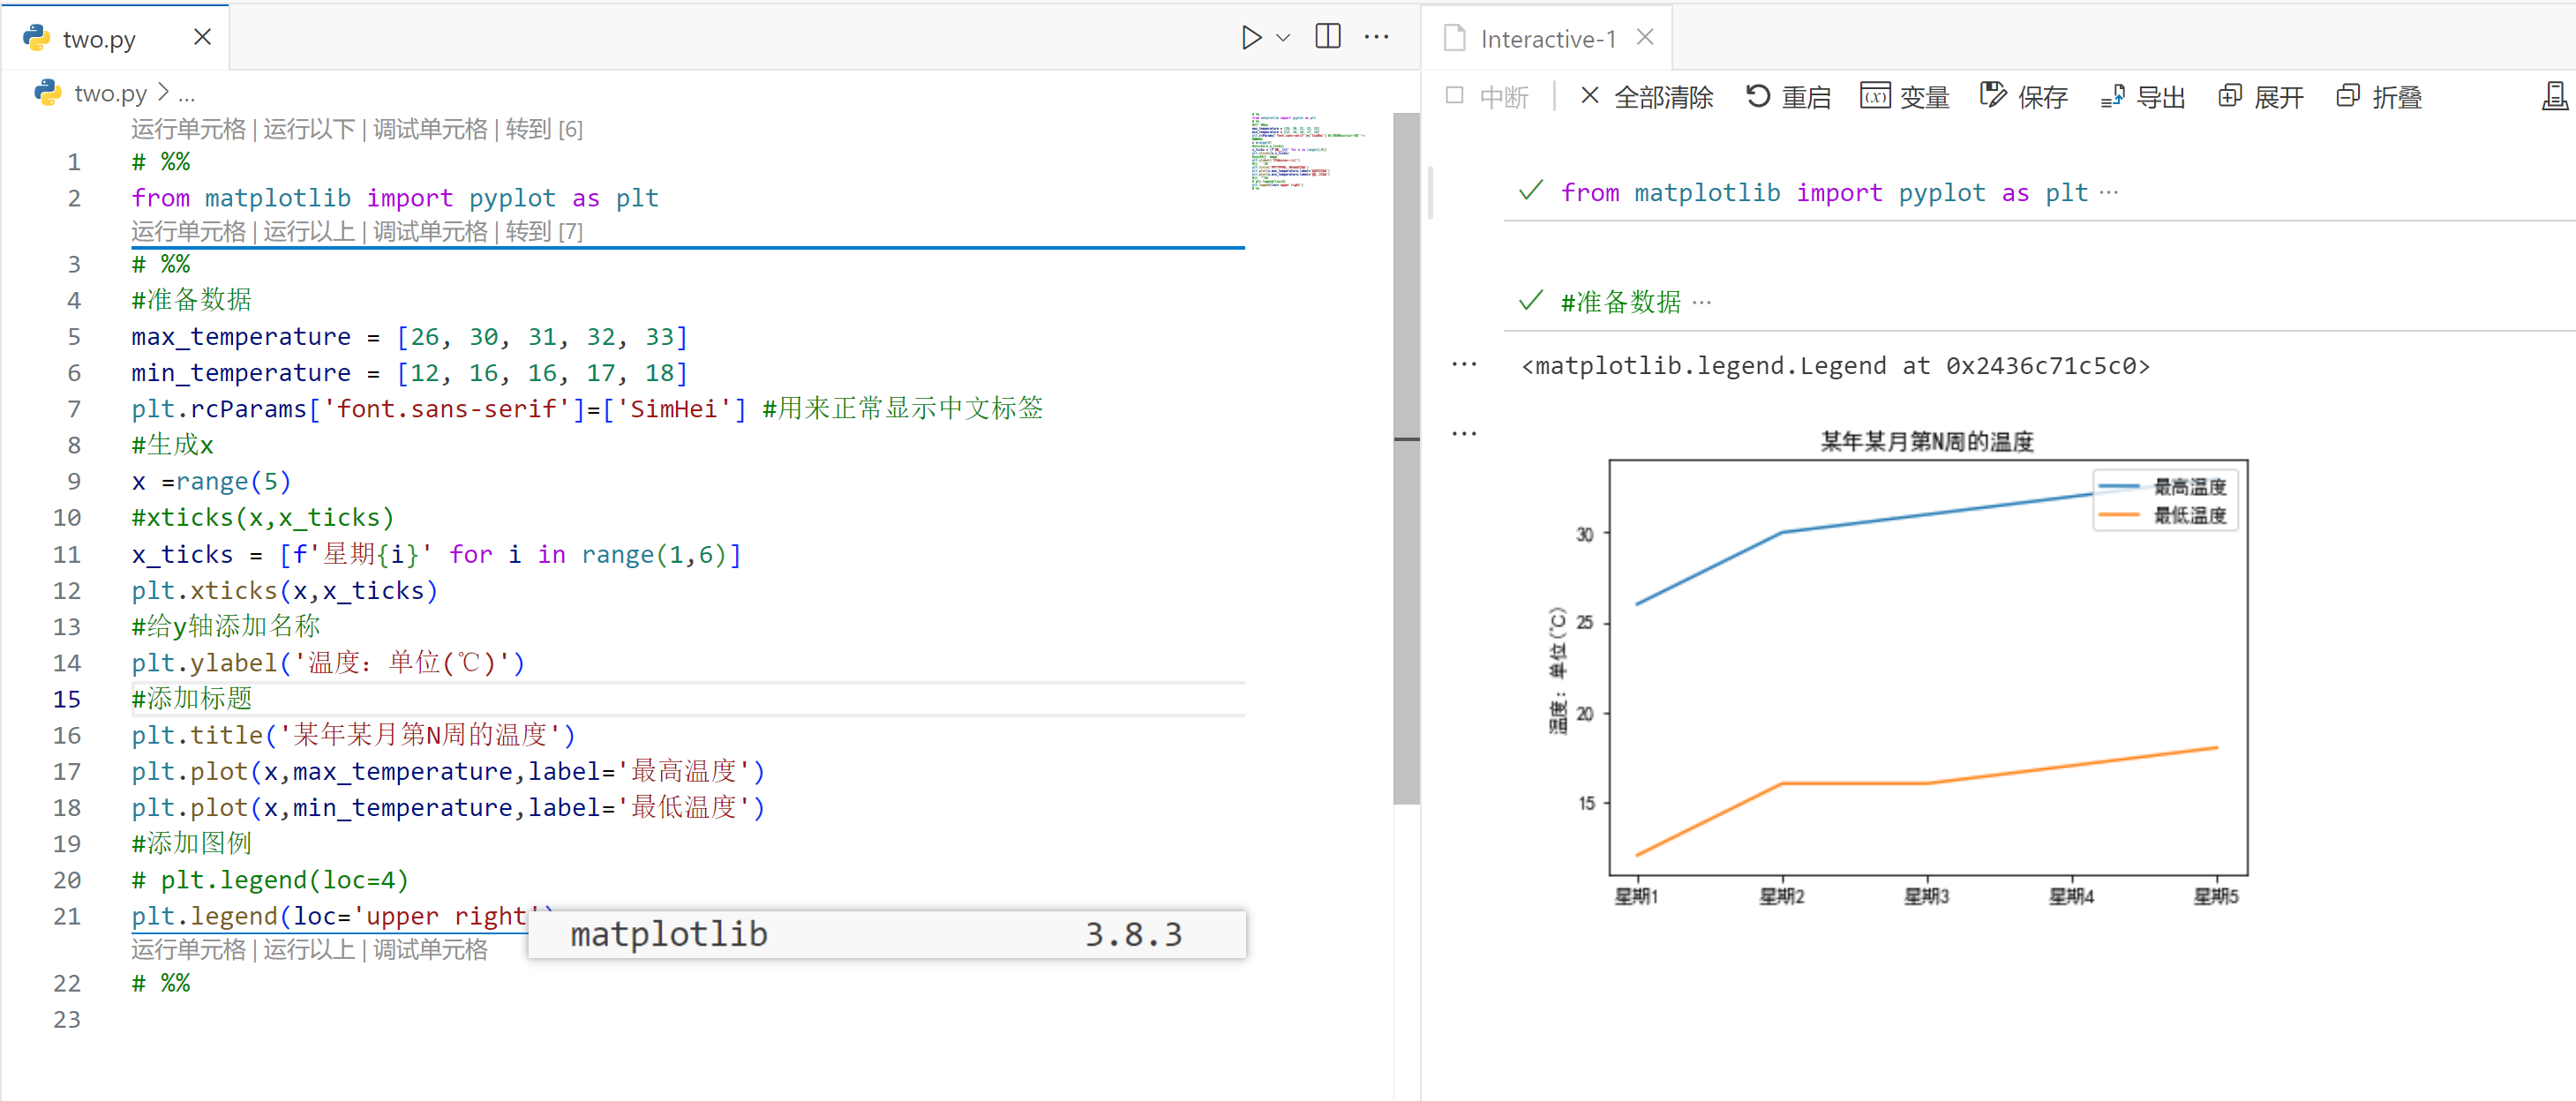 two.py
Interactive-1
two.py > ...
中断 | 全部清除 重启 变量 保存 导出 展开 折叠
运行单元格 | 运行以下 | 调试单元格 | 转到 [6]
1 # %%
2 from matplotlib import pyplot as plt
运行单元格 | 运行以上 | 调试单元格 | 转到 [7]
3 # %%
4 #准备数据
5 max_temperature = [26, 30, 31, 32, 33]
6 min_temperature = [12, 16, 16, 17, 18]
7 plt.rcParams['font.sans-serif']=['SimHei'] #用来正常显示中文标签
8 #生成x
9 x =range(5)
10 #xticks(x,x_ticks)
11 x_ticks = [f'星期{i}' for i in range(1,6)]
12 plt.xticks(x,x_ticks)
13 #给y轴添加名称
14 plt.ylabel('温度：单位(℃)')
15 #添加标题
16 plt.title('某年某月第N周的温度')
17 plt.plot(x,max_temperature,label='最高温度')
18 plt.plot(x,min_temperature,label='最低温度')
19 #添加图例
20 # plt.legend(loc=4)
21 plt.legend(loc='upper right')
matplotlib 3.8.3
运行单元格 | 运行以上 | 调试单元格
22 # %%
23
from matplotlib import pyplot as plt ...
#准备数据 ...
<matplotlib.legend.Legend at 0x2436c71c5c0>
某年某月第N周的温度
最高温度
最低温度
温度：单位(℃)
30
25
20
15
星期1 星期2 星期3 星期4 星期5